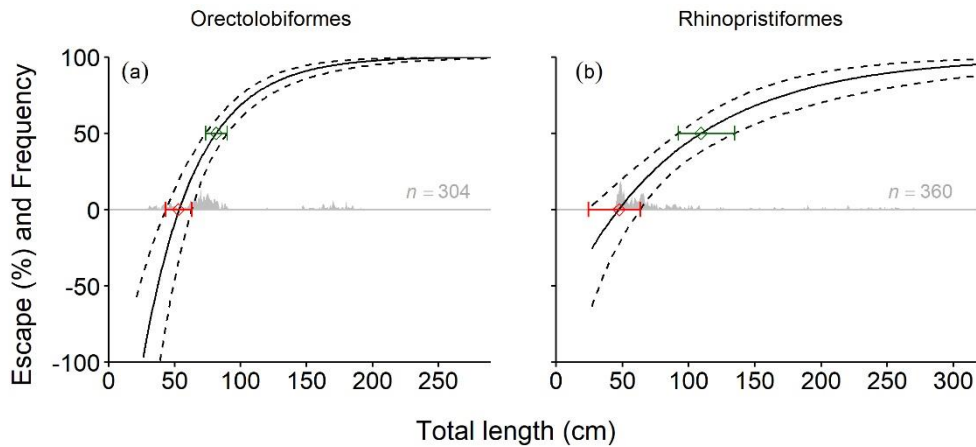 Orectolobiformes
Rhinopristiformes
Escape (%) and Frequency
100
50
0
-50
-100
(a)
n = 304
0
50
100
150
200
250
(b)
n = 360
0
50
100
150
200
250
300
Total length (cm)